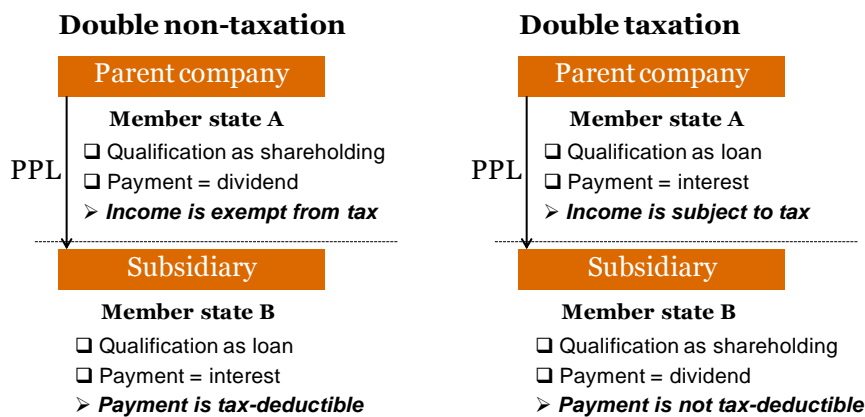 Double non-taxation
Parent company
Member state A
❑ Qualification as shareholding
❑ Payment = dividend
➢ Income is exempt from tax
PPL
Subsidiary
Member state B
❑ Qualification as loan
❑ Payment = interest
➢ Payment is tax-deductible
Double taxation
Parent company
Member state A
❑ Qualification as loan
❑ Payment = interest
➢ Income is subject to tax
PPL
Subsidiary
Member state B
❑ Qualification as shareholding
❑ Payment = dividend
➢ Payment is not tax-deductible